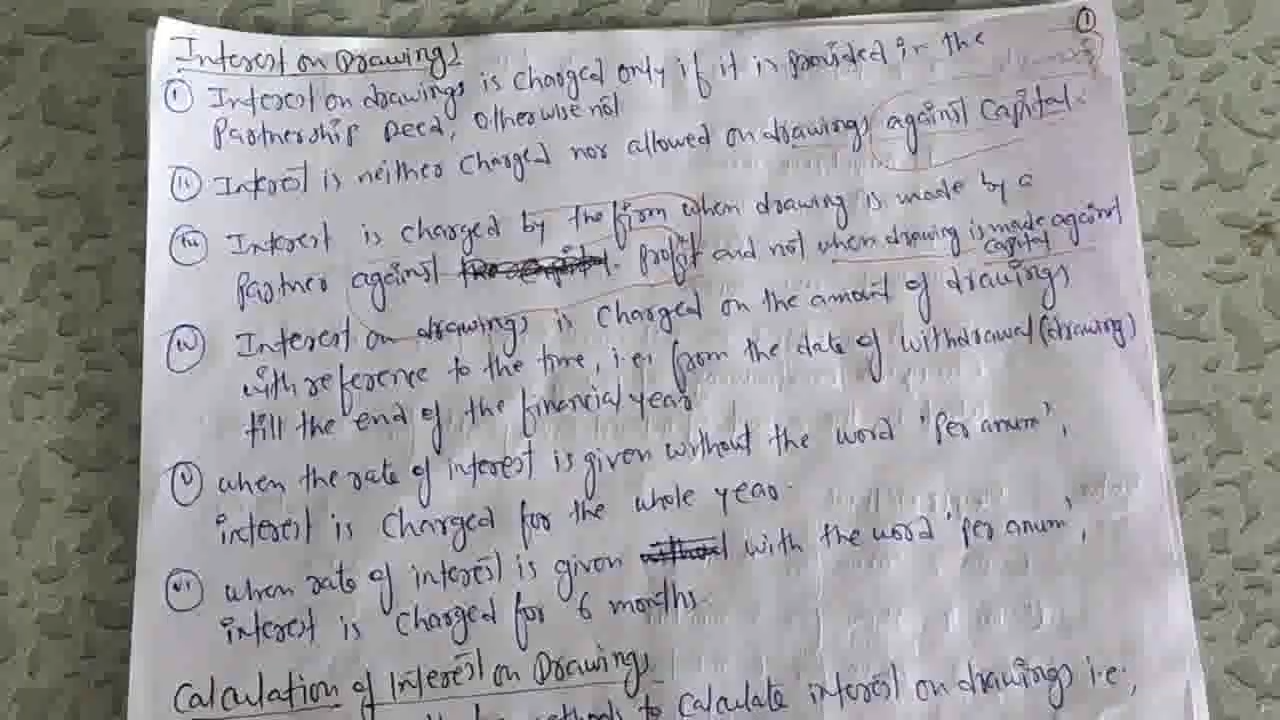 ①
Interest on Drawings
(i) Interest on drawings is charged only if it is provided in the
Partnership Deed, otherwise not
(ii) Interest is neither charged nor allowed on drawings against capital.
(iii) Interest is charged by the firm when drawing is made by a
Partner against Profit and not when drawing is made against
capital
(iv) Interest on drawings is charged on the amount of drawings
with reference to the time, i.e. from the date of withdrawal (drawing)
till the end of the financial year
(v) when the rate of interest is given without the word 'Per anum',
interest is charged for the whole year.
(vi) when rate of interest is given with the word 'per anum',
interest is charged for 6 months.
Calculation of Interest on Drawings
methods to calculate interest on drawings i.e.,